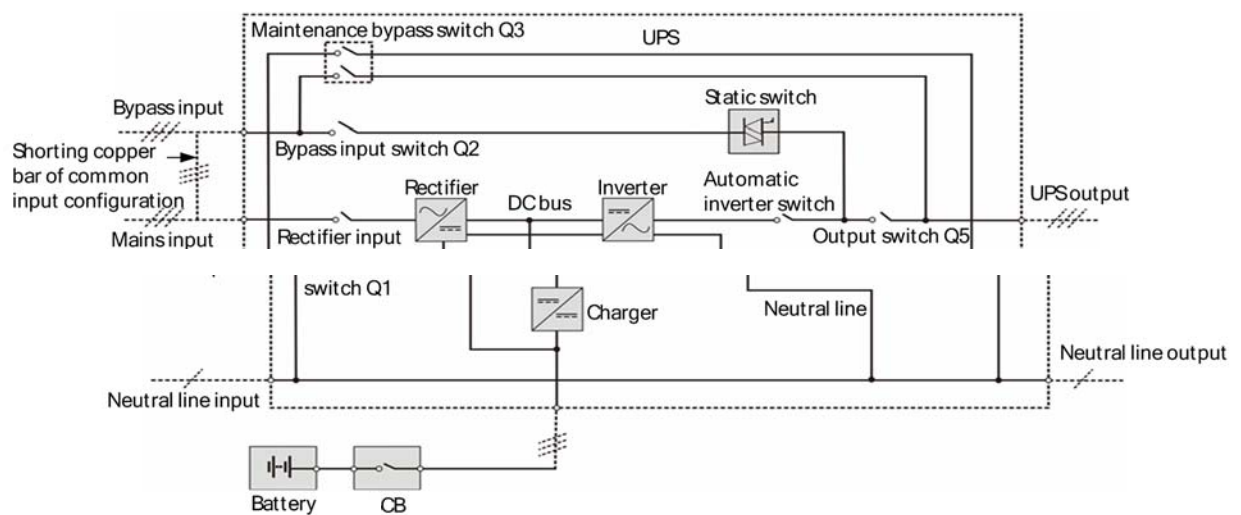 Maintenance bypass switch Q3
UPS
Bypass input
Static switch
Shorting copper
bar of common
input configuration
Bypass input switch Q2
Rectifier
DC bus
Inverter
Automatic
inverter switch
UPS output
Mains input
Rectifier input
Output switch Q5
switch Q1
Charger
Neutral line
Neutral line output
Neutral line input
Battery
CB